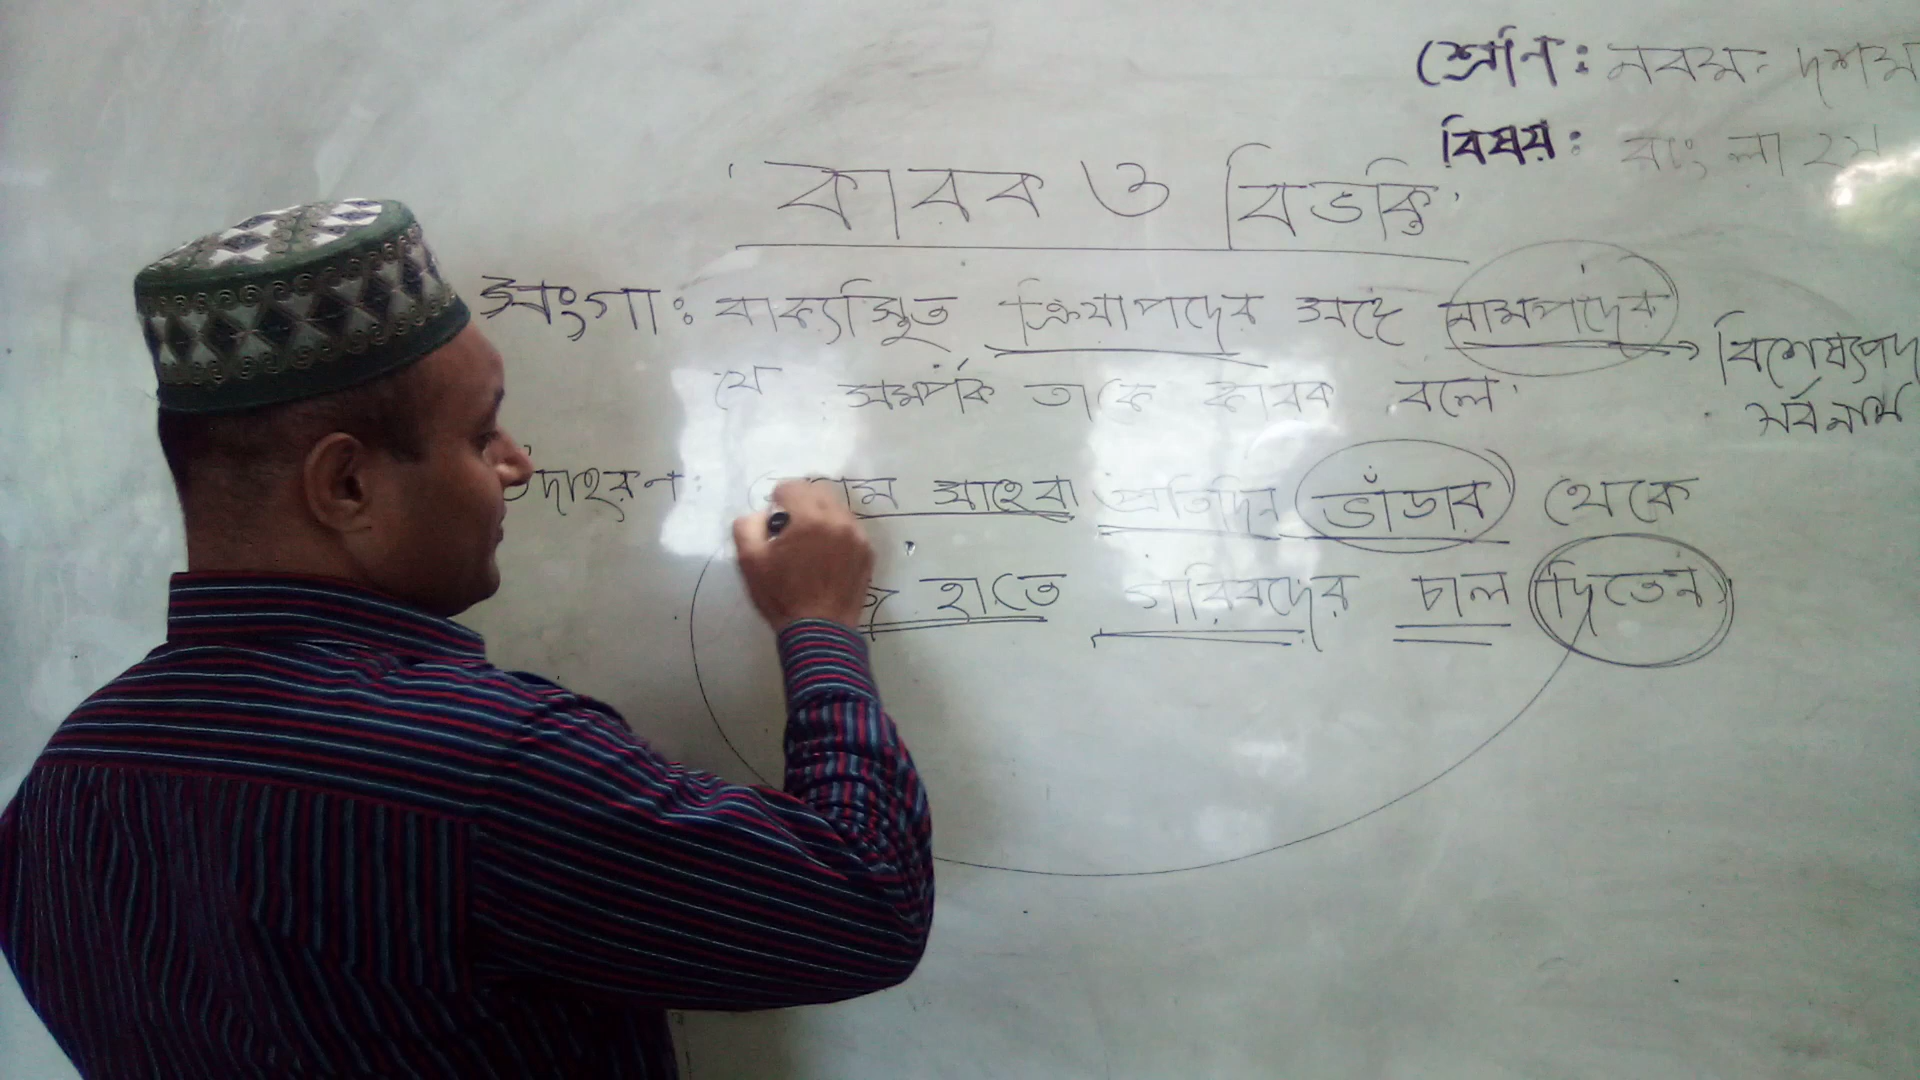 শ্রেণি: নবম-দশম
বিষয়: বাংলা ২য়
'কারক ও বিভক্তি'
সংগা: বাক্যস্থিত ক্রিয়াপদের সঙ্গে নামপদের
বিশেষ্যপদ
সর্বনাম
যে সম্পর্ক তাকে কারক বলে।
উদাহরণ: সাহেবা প্রতিদিন ভাঁড়ার থেকে
হাতে গরিবদের চাল দিতেন